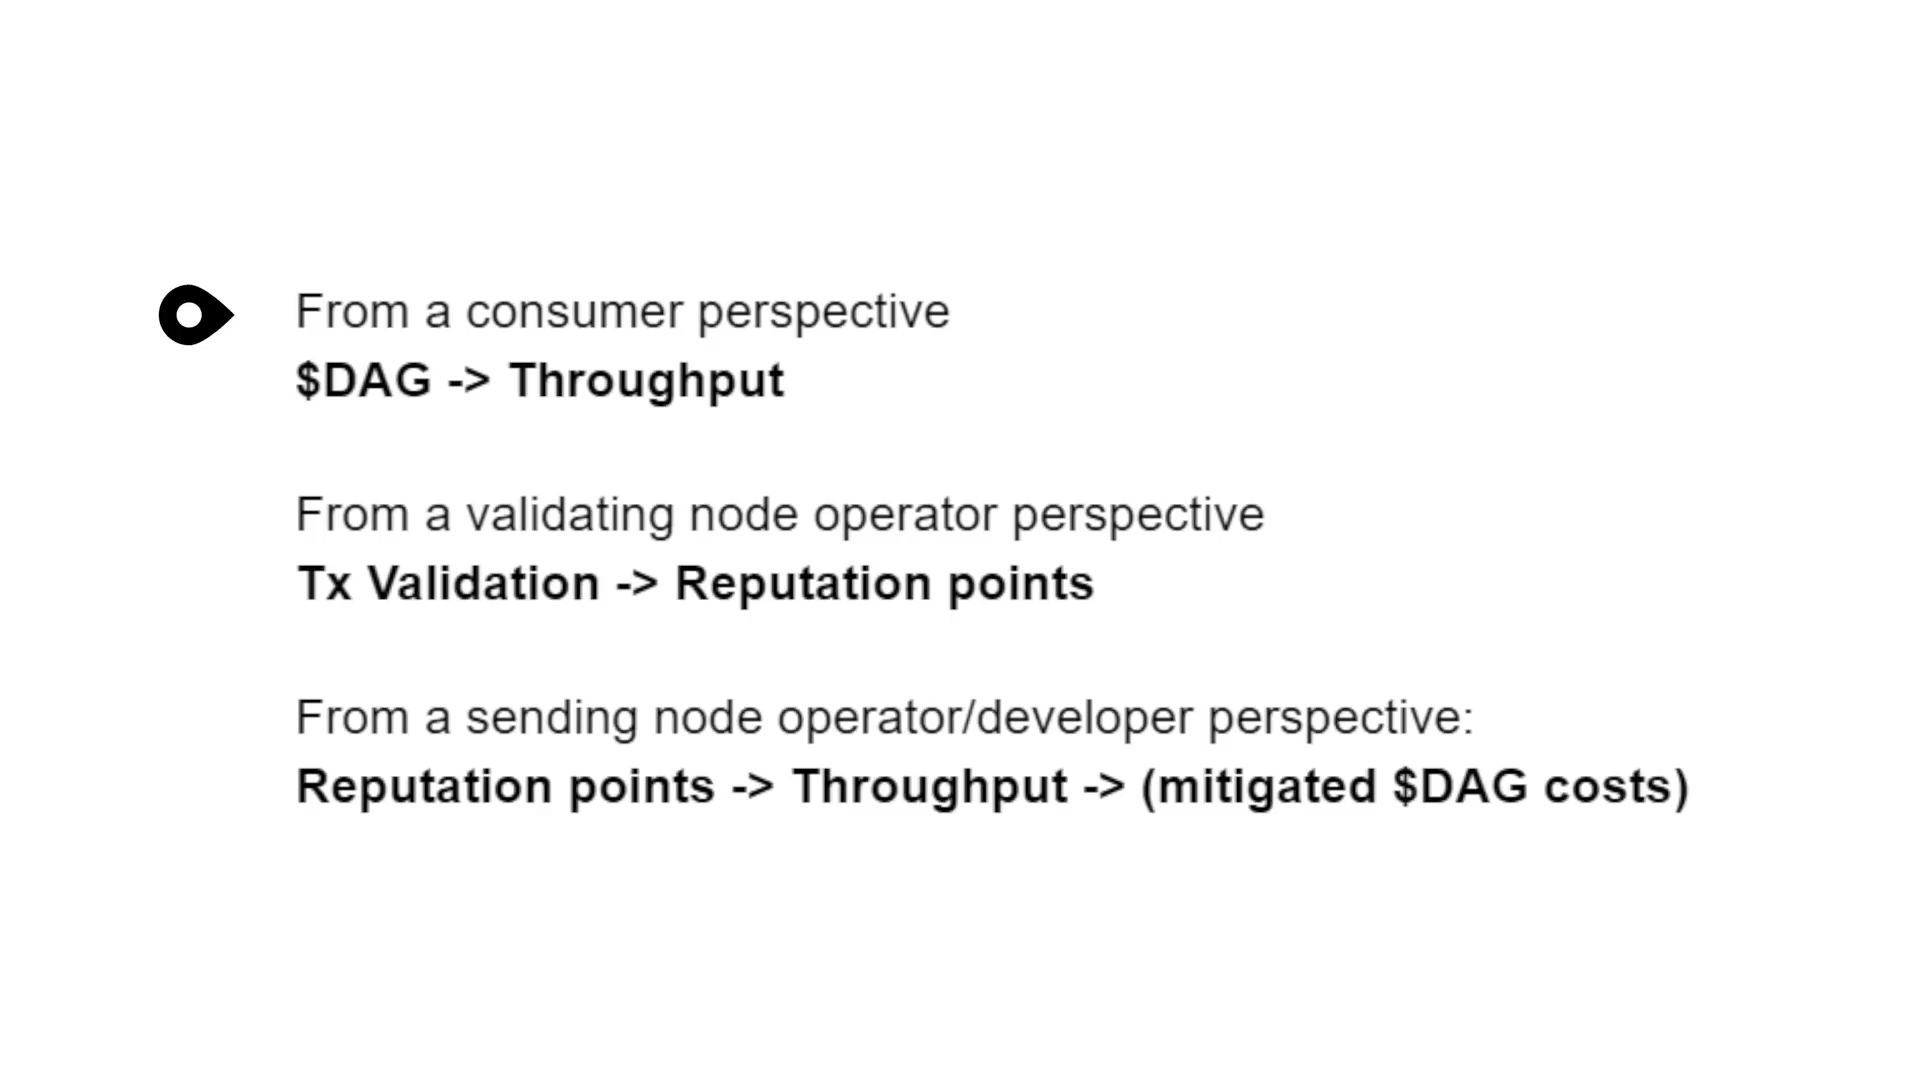 From a consumer perspective
$DAG -> Throughput
From a validating node operator perspective
Tx Validation -> Reputation points
From a sending node operator/developer perspective:
Reputation points -> Throughput -> (mitigated $DAG costs)